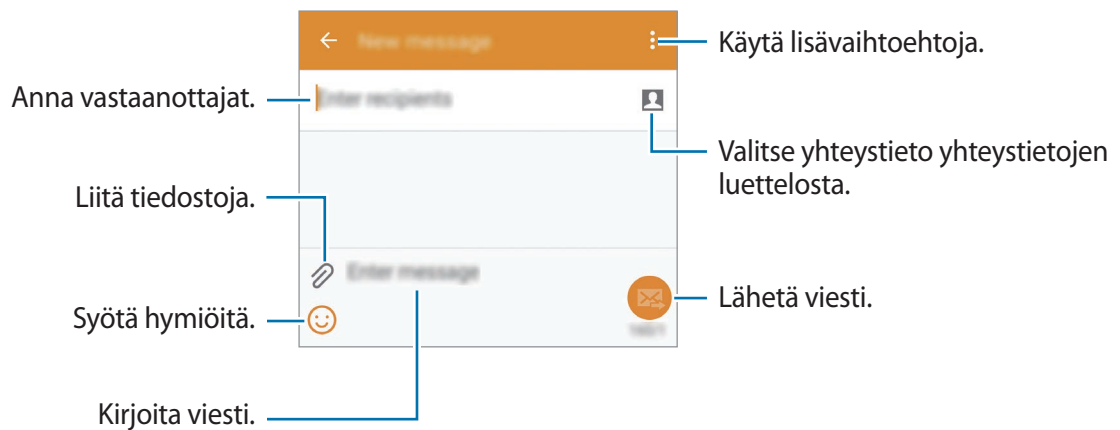 New message
Käytä lisävaihtoehtoja.
Anna vastaanottajat.
Enter recipients
Valitse yhteystieto yhteystietojen
luettelosta.
Liitä tiedostoja.
Enter message
Lähetä viesti.
Syötä hymiöitä.
Kirjoita viesti.